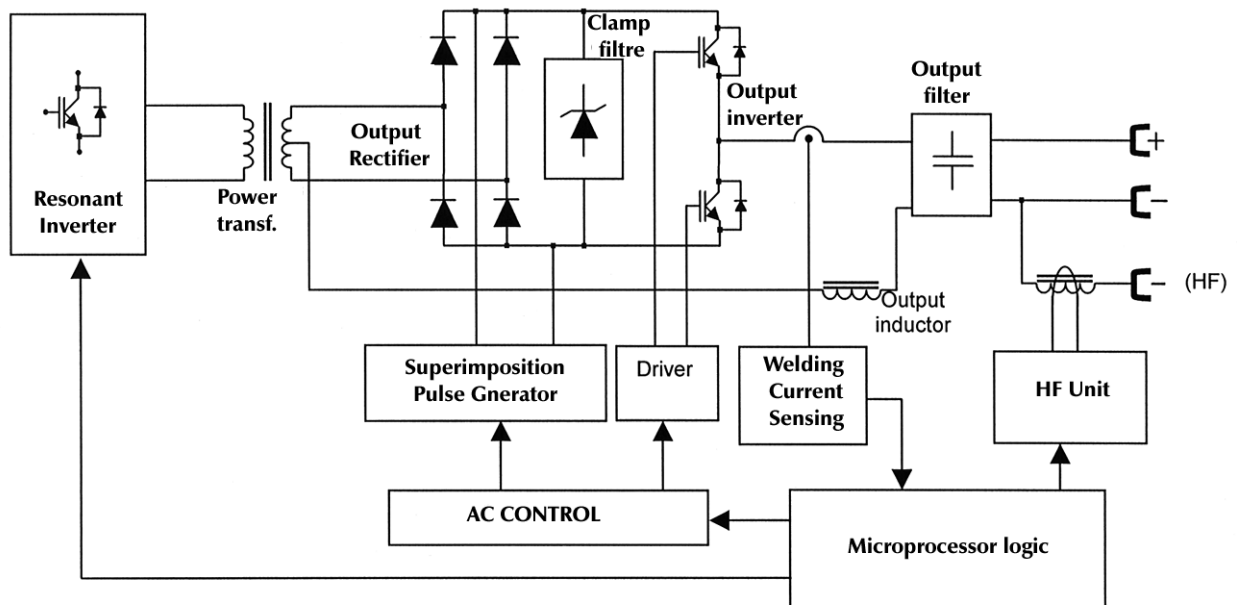 Clamp
filtre
Output
filter
Output
inverter
+
Output
Rectifier
Resonant
Inverter
Power
transf.
−
− (HF)
Output
inductor
Superimposition
Pulse Gnerator
Driver
Welding
Current
Sensing
HF Unit
AC CONTROL
Microprocessor logic